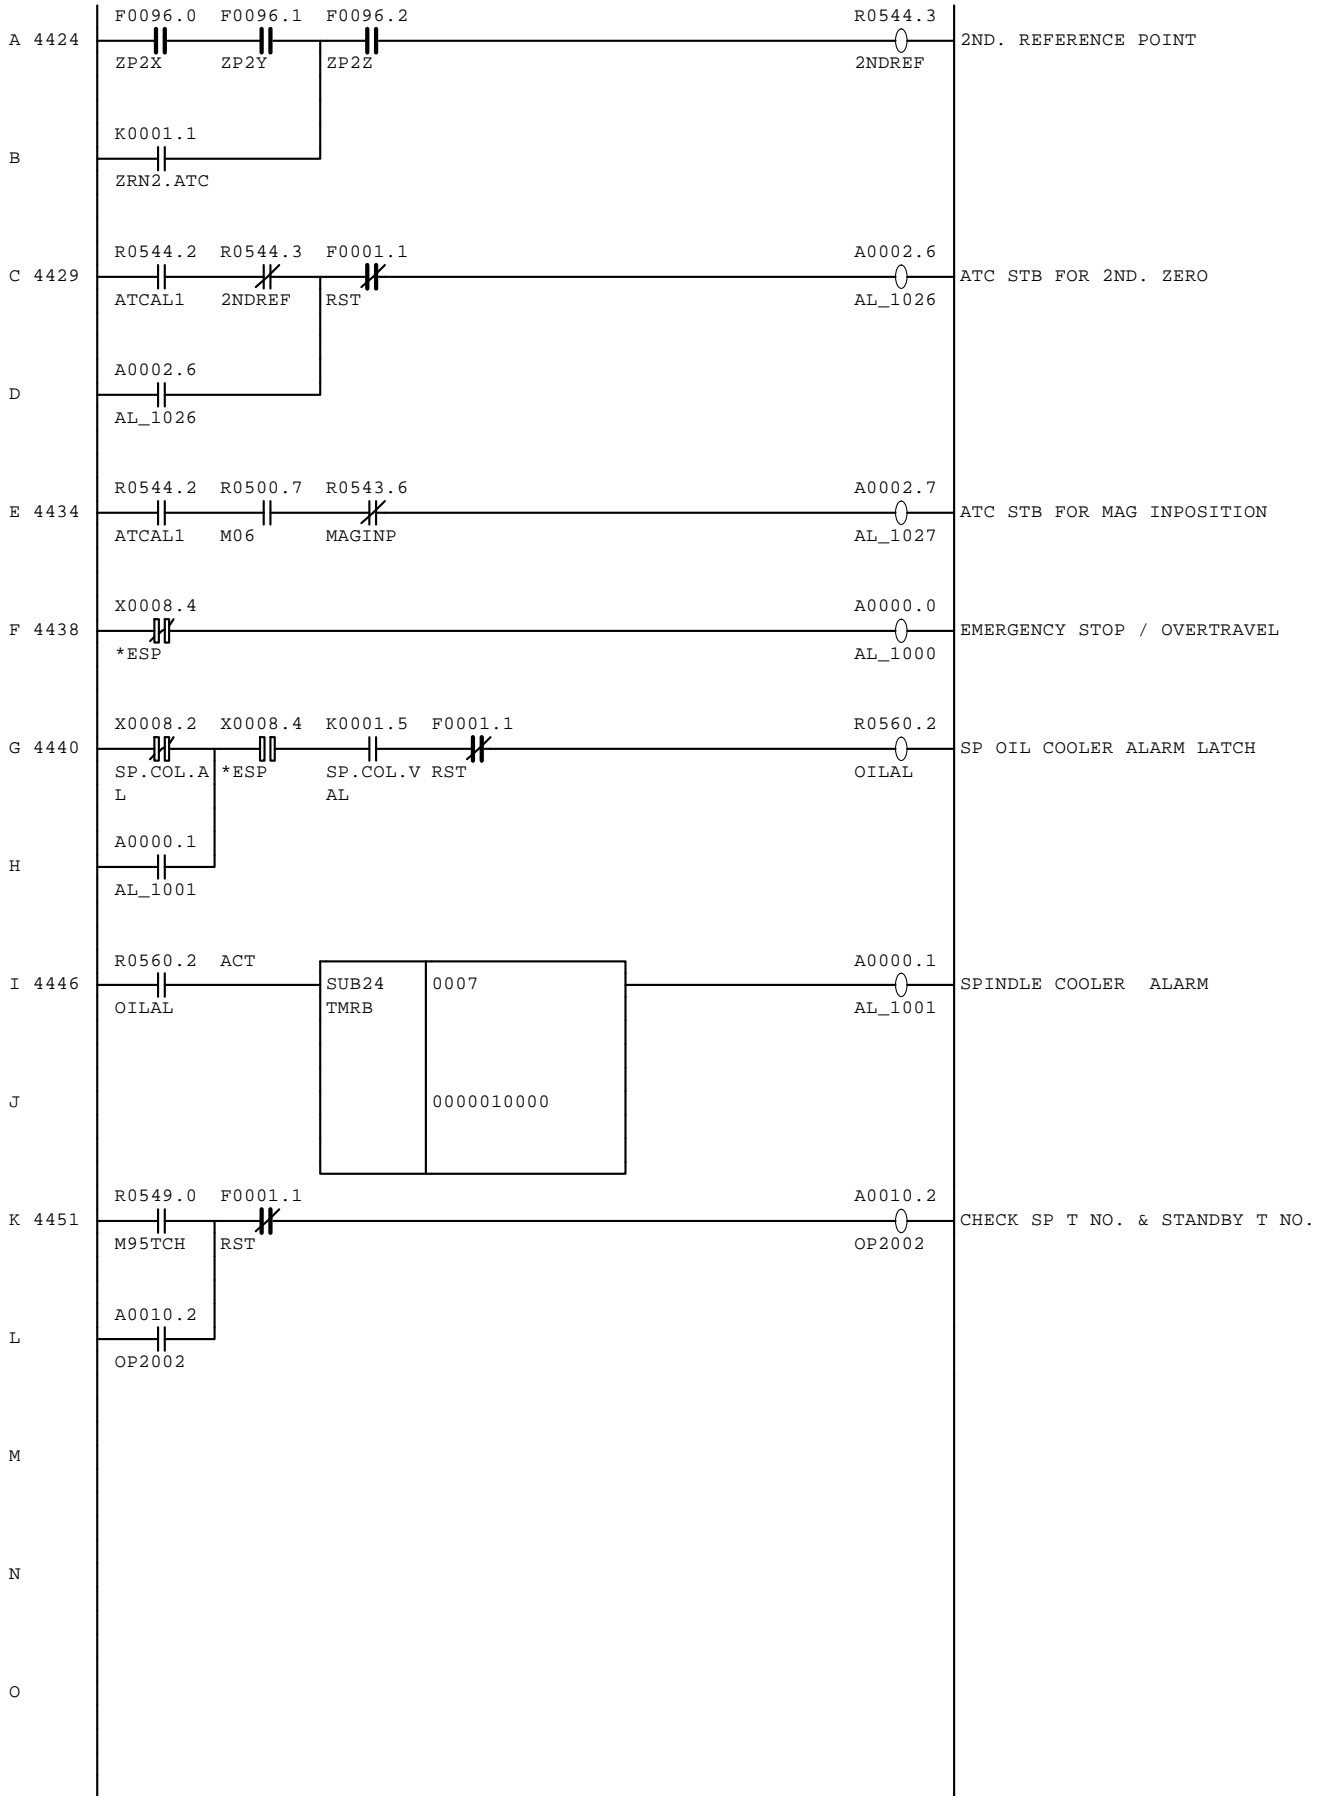 F0096.0 F0096.1 F0096.2 R0544.3
A 4424 2ND. REFERENCE POINT
ZP2X ZP2Y ZP2Z 2NDREF
K0001.1
B
ZRN2.ATC
R0544.2 R0544.3 F0001.1 A0002.6
C 4429 ATC STB FOR 2ND. ZERO
ATCAL1 2NDREF RST AL_1026
A0002.6
D
AL_1026
R0544.2 R0500.7 R0543.6 A0002.7
E 4434 ATC STB FOR MAG INPOSITION
ATCAL1 M06 MAGINP AL_1027
X0008.4 A0000.0
F 4438 EMERGENCY STOP / OVERTRAVEL
*ESP AL_1000
X0008.2 X0008.4 K0001.5 F0001.1 R0560.2
G 4440 SP OIL COOLER ALARM LATCH
SP.COL.A *ESP SP.COL.V RST OILAL
L AL
A0000.1
H
AL_1001
R0560.2 ACT A0000.1
I 4446 SUB24 0007 SPINDLE COOLER ALARM
OILAL TMRB AL_1001
J 0000010000
R0549.0 F0001.1 A0010.2
K 4451 CHECK SP T NO. & STANDBY T NO.
M95TCH RST OP2002
A0010.2
L
OP2002
M
N
O